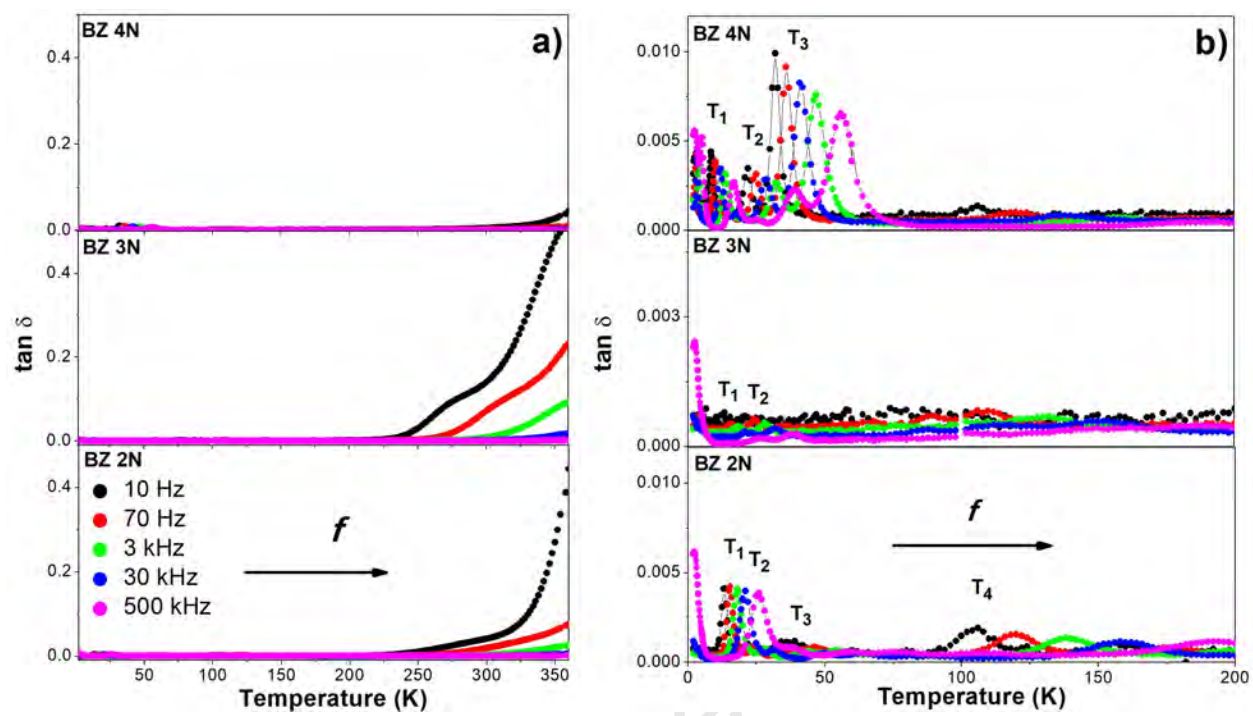 BZ 4N
a)
0.4
0.2
0.0
BZ 3N
0.4
0.2
0.0
BZ 2N
0.4
10 Hz
70 Hz
3 kHz
30 kHz
500 kHz
f
0.2
0.0
0 50 100 150 200 250 300 350
Temperature (K)
tan δ
BZ 4N
b)
0.010
T3
T1
T2
0.005
0.000
BZ 3N
0.003
T1 T2
0.000
BZ 2N
0.010
f
0.005
T1 T2
T3
T4
0.000
0 50 100 150 200
Temperature (K)
tan δ